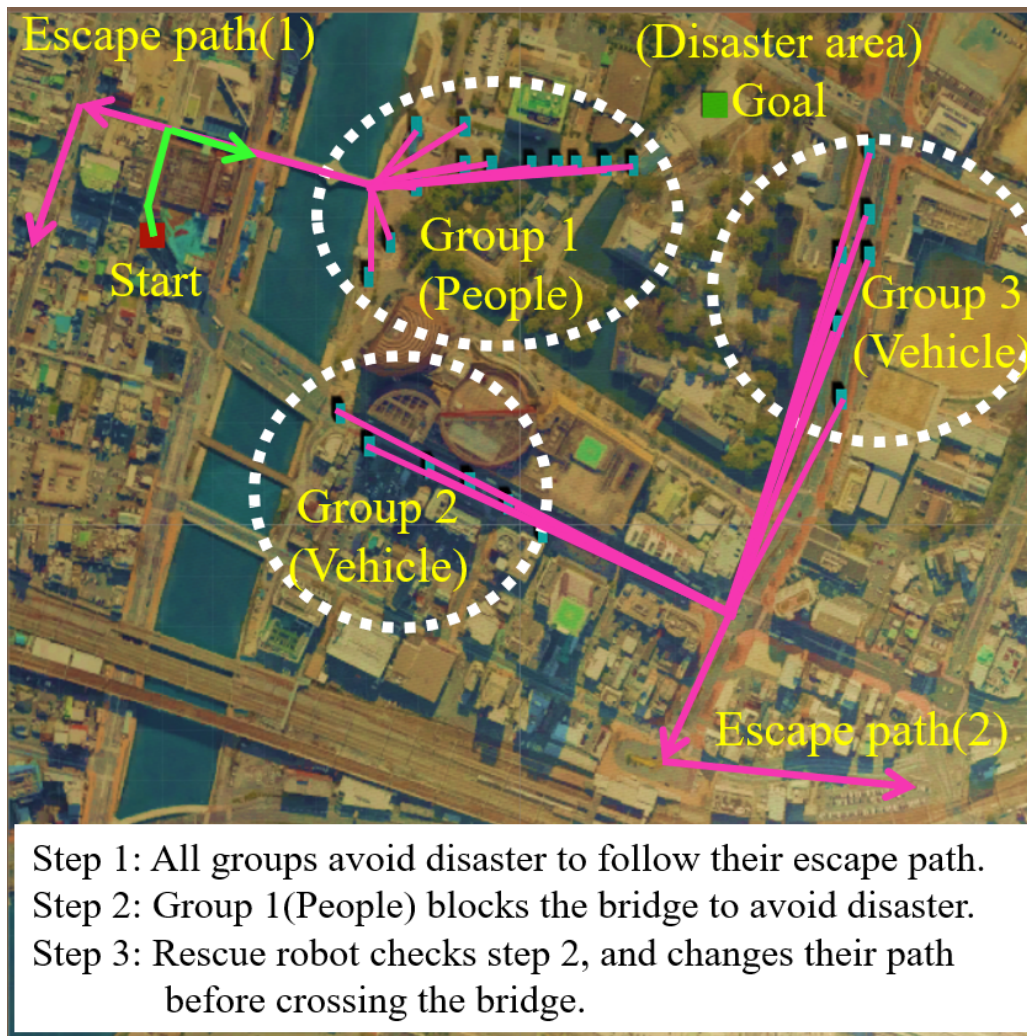 Escape path(1)
(Disaster area)
Goal
Start
Group 1
(People)
Group 3
(Vehicle)
Group 2
(Vehicle)
Escape path(2)
Step 1: All groups avoid disaster to follow their escape path.
Step 2: Group 1(People) blocks the bridge to avoid disaster.
Step 3: Rescue robot checks step 2, and changes their path
before crossing the bridge.